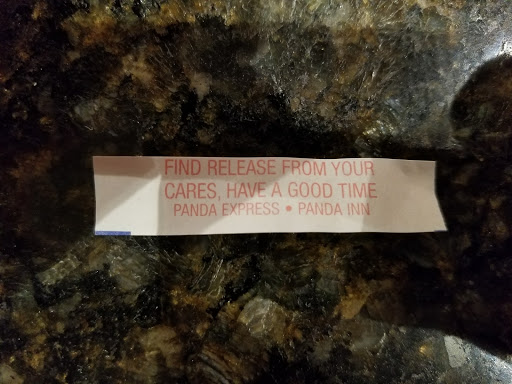 FIND RELEASE FROM YOUR
CARES, HAVE A GOOD TIME
PANDA EXPRESS • PANDA INN